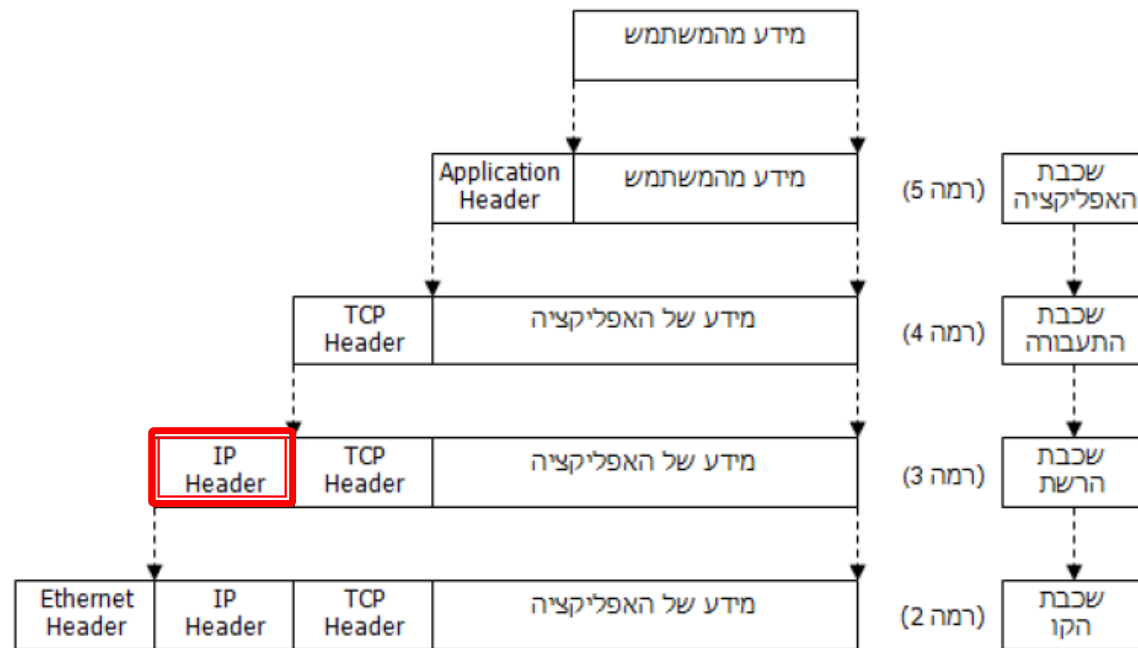 מידע מהמשתמש
Application
Header
מידע מהמשתמש
(רמה 5)
שכבת
האפליקציה
TCP
Header
מידע של האפליקציה
(רמה 4)
שכבת
התעבורה
IP
Header
TCP
Header
מידע של האפליקציה
(רמה 3)
שכבת
הרשת
Ethernet
Header
IP
Header
TCP
Header
מידע של האפליקציה
(רמה 2)
שכבת
הקו